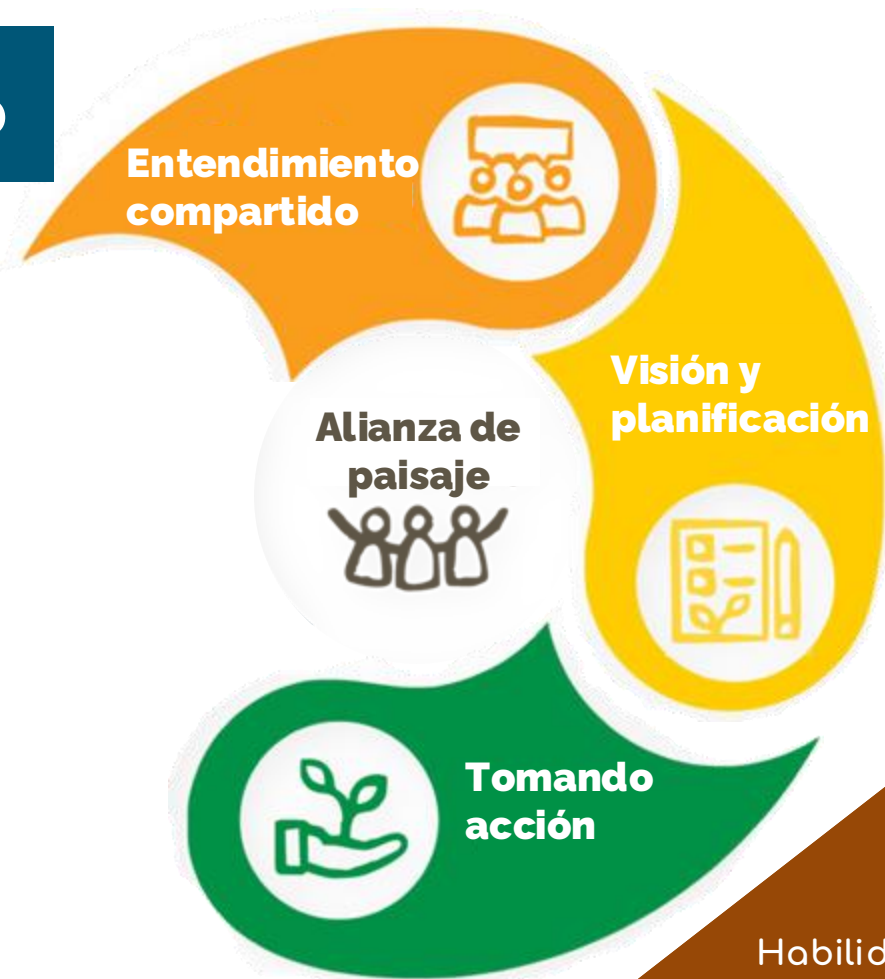 Entendimiento
compartido
Visión y
planificación
Alianza de
paisaje
Tomando
acción